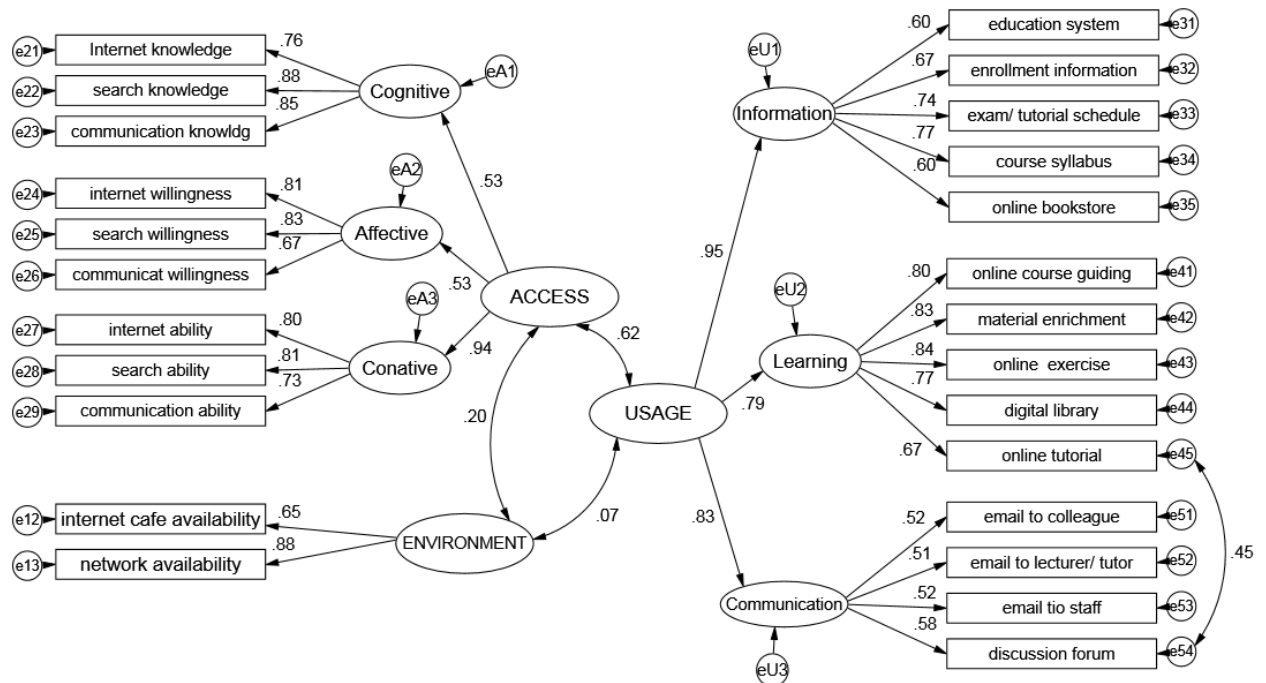 e21
Internet knowledge
.76
e22
search knowledge
.88
e23
communication knowldg
.85
Cognitive
eA1
.53
e24
internet willingness
.81
e25
search willingness
.83
e26
communicat willingness
.67
Affective
eA2
.53
e27
internet ability
.80
e28
search ability
.81
e29
communication ability
.73
Conative
eA3
.94
ACCESS
.62
.20
USAGE
.07
e12
internet cafe availability
.65
e13
network availability
.88
ENVIRONMENT
eU1
Information
.95
.60
education system
e31
.67
enrollment information
e32
.74
exam/ tutorial schedule
e33
.77
course syllabus
e34
.60
online bookstore
e35
eU2
Learning
.79
.80
online course guiding
e41
.83
material enrichment
e42
.84
online exercise
e43
.77
digital library
e44
.67
online tutorial
e45
.83
Communication
eU3
.52
email to colleague
e51
.51
email to lecturer/ tutor
e52
.52
email tio staff
e53
.58
discussion forum
e54
.45